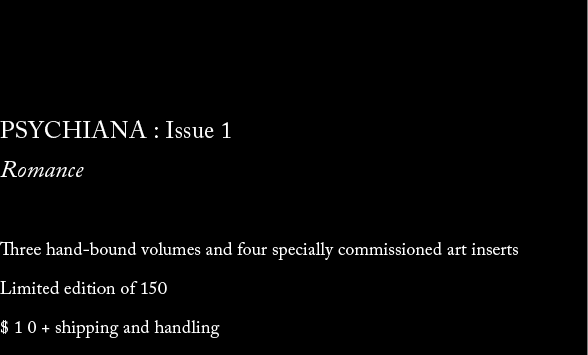 PSYCHIANA : Issue 1
Romance
Three hand-bound volumes and four specially commissioned art inserts
Limited edition of 150
$ 1 0 + shipping and handling